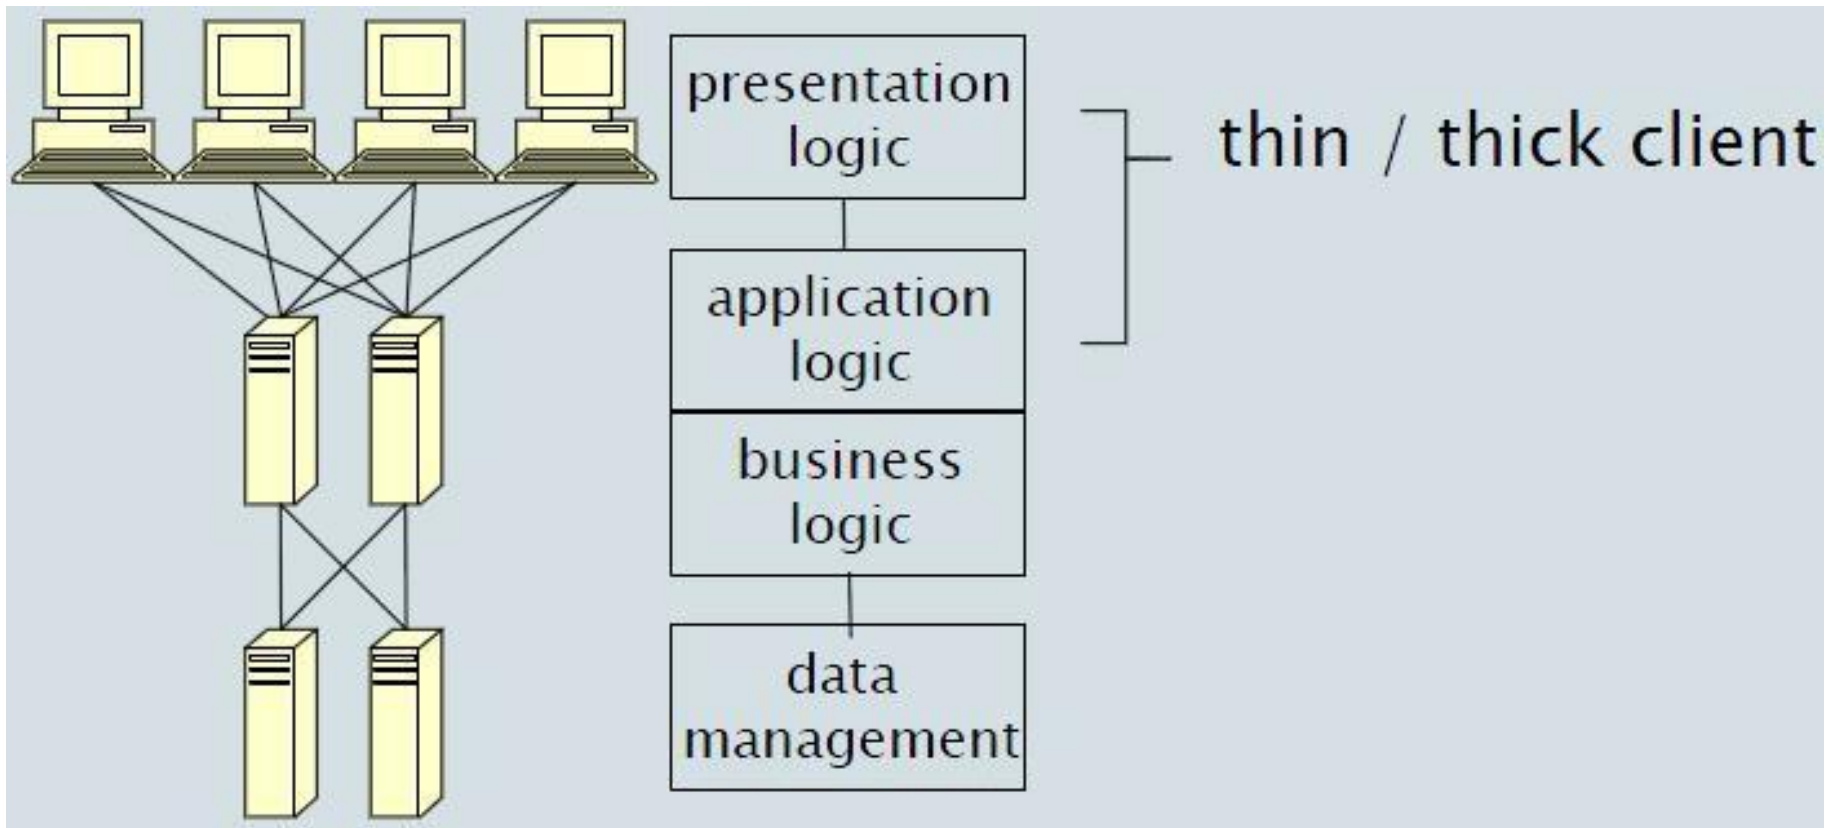 presentation
logic
thin / thick client
application
logic
business
logic
data
management